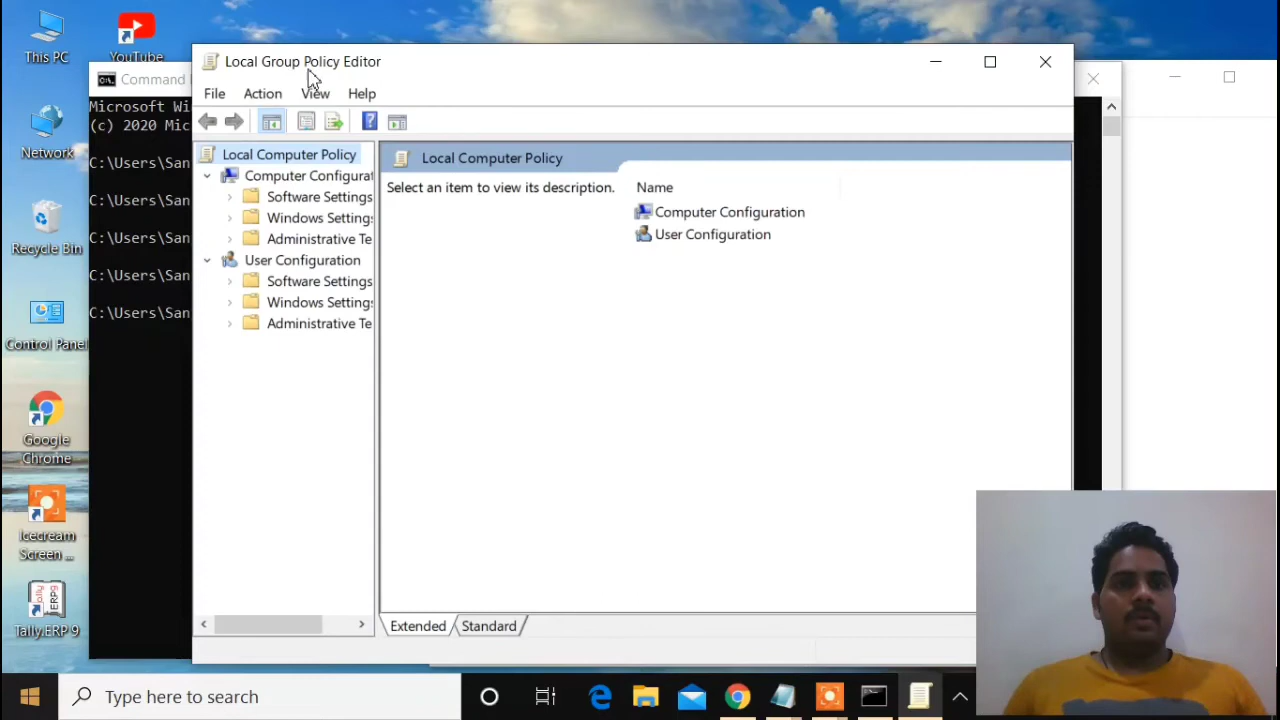 This PC
YouTube
Network
Recycle Bin
Control Panel
Google
Chrome
Icecream
Screen ...
Tally.ERP 9
Command
Microsoft Wi
(c) 2020 Mic
C:\Users\San
C:\Users\San
C:\Users\San
C:\Users\San
C:\Users\San
Local Group Policy Editor
File Action View Help
Local Computer Policy
Computer Configurat
Software Settings
Windows Settings
Administrative Te
User Configuration
Software Settings
Windows Settings
Administrative Te
Local Computer Policy
Select an item to view its description.
Name
Computer Configuration
User Configuration
Extended Standard
Type here to search